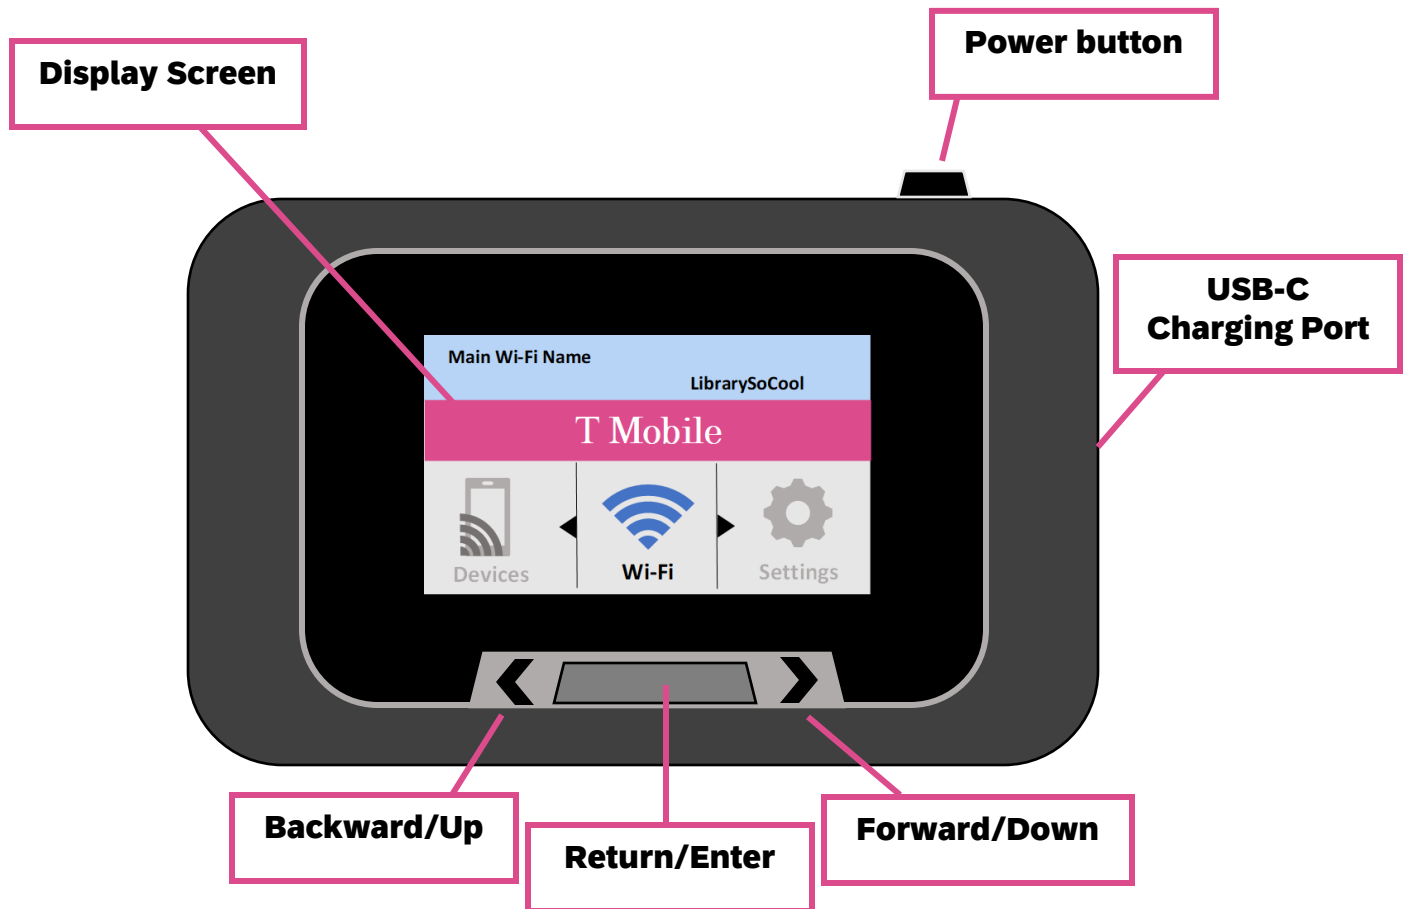 Power button
Display Screen
USB-C
Charging Port
Main Wi-Fi Name
LibrarySoCool
T Mobile
Devices
Wi-Fi
Settings
Backward/Up
Return/Enter
Forward/Down